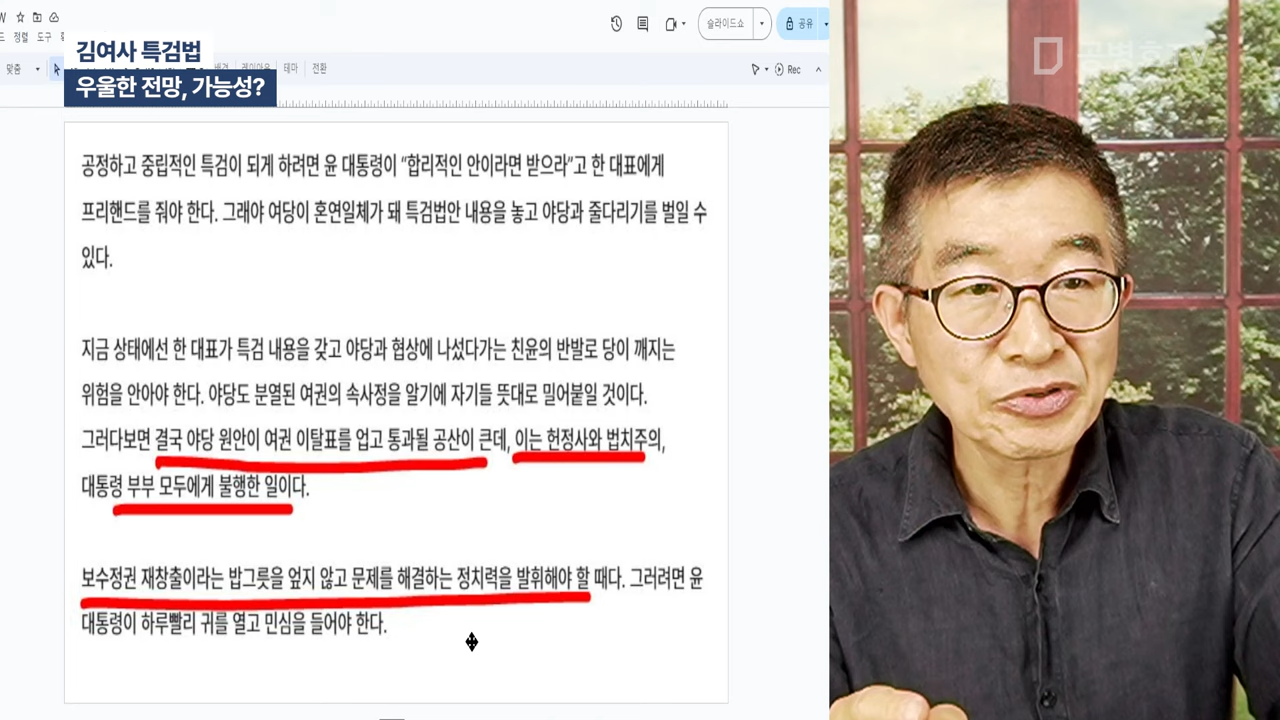 정렬 도구
슬라이드쇼
공유
맞춤
테마
전환
Rec
김여사 특검법
우울한 전망, 가능성?
공병호TV
공정하고 중립적인 특검이 되게 하려면 윤 대통령이 “합리적인 안이라면 받으라”고 한 대표에게
프리핸드를 줘야 한다. 그래야 여당이 혼연일체가 돼 특검법안 내용을 놓고 야당과 줄다리기를 벌일 수
있다.
지금 상태에선 한 대표가 특검 내용을 갖고 야당과 협상에 나섰다가는 친윤의 반발로 당이 깨지는
위험을 안아야 한다. 야당도 분열된 여권의 속사정을 알기에 자기들 뜻대로 밀어붙일 것이다.
그러다보면 결국 야당 원안이 여권 이탈표를 업고 통과될 공산이 큰데, 이는 헌정사와 법치주의,
대통령 부부 모두에게 불행한 일이다.
보수정권 재창출이라는 밥그릇을 엎지 않고 문제를 해결하는 정치력을 발휘해야 할 때다. 그러려면 윤
대통령이 하루빨리 귀를 열고 민심을 들어야 한다.